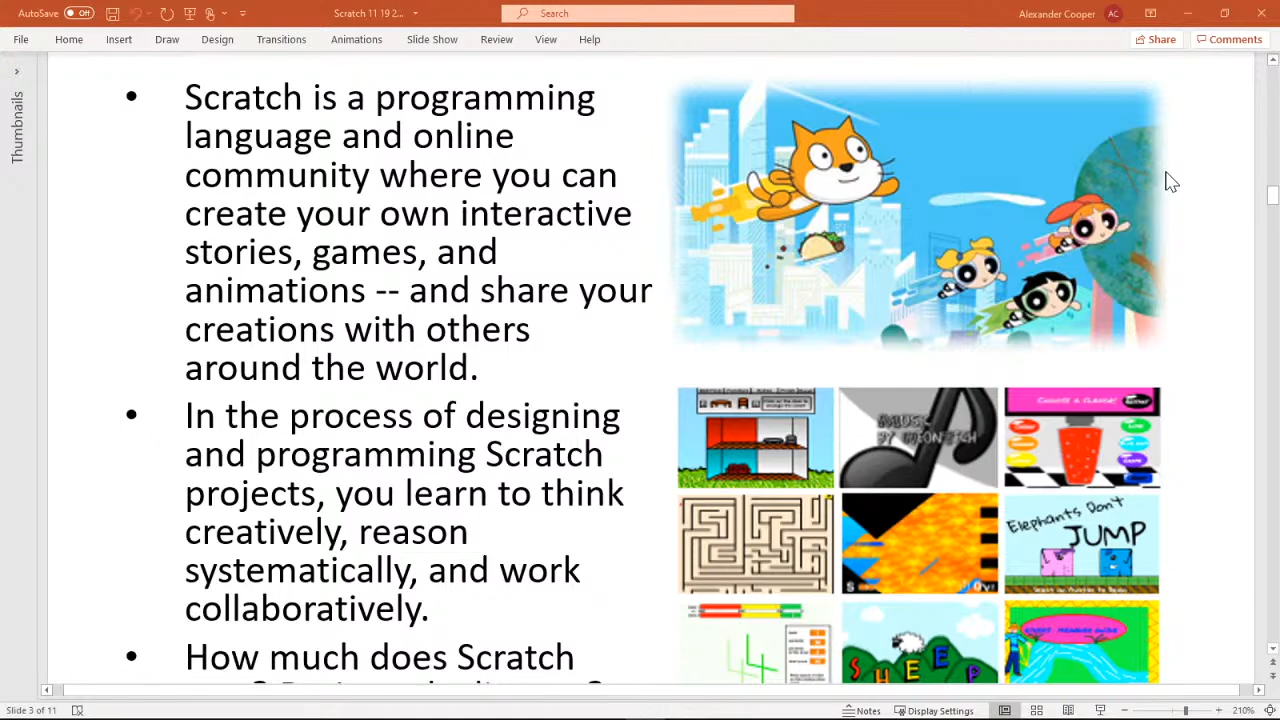 AutoSave Off
Scratch 11 19 2...
Search
Alexander Cooper AC
File Home Insert Draw Design Transitions Animations Slide Show Review View Help
Share Comments
Thumbnails
• Scratch is a programming
language and online
community where you can
create your own interactive
stories, games, and
animations -- and share your
creations with others
around the world.
• In the process of designing
and programming Scratch
projects, you learn to think
creatively, reason
systematically, and work
collaboratively.
• How much does Scratch
CHOOSE A FLAVOR!
Elephants Don't
JUMP
SHEEP
Slide 3 of 11
Notes Display Settings
210%